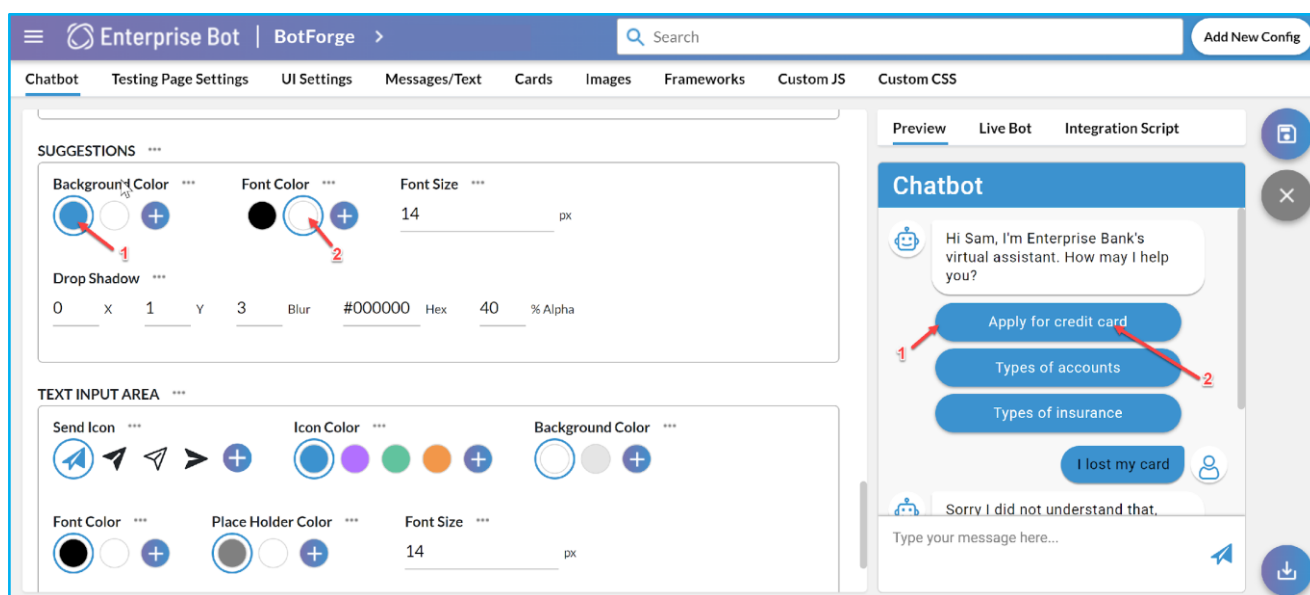 Enterprise Bot | BotForge >
Search
Add New Config
Chatbot Testing Page Settings UI Settings Messages/Text Cards Images Frameworks Custom JS Custom CSS
SUGGESTIONS ...
Background Color ... Font Color ... Font Size ...
14 px
1
2
Drop Shadow ...
0 X 1 Y 3 Blur #000000 Hex 40 % Alpha
TEXT INPUT AREA ...
Send Icon ... Icon Color ... Background Color ...
Font Color ... Place Holder Color ... Font Size ...
14 px
Preview Live Bot Integration Script
Chatbot
Hi Sam, I'm Enterprise Bank's
virtual assistant. How may I help
you?
Apply for credit card
1
Types of accounts
2
Types of insurance
I lost my card
Sorry I did not understand that,
Type your message here...